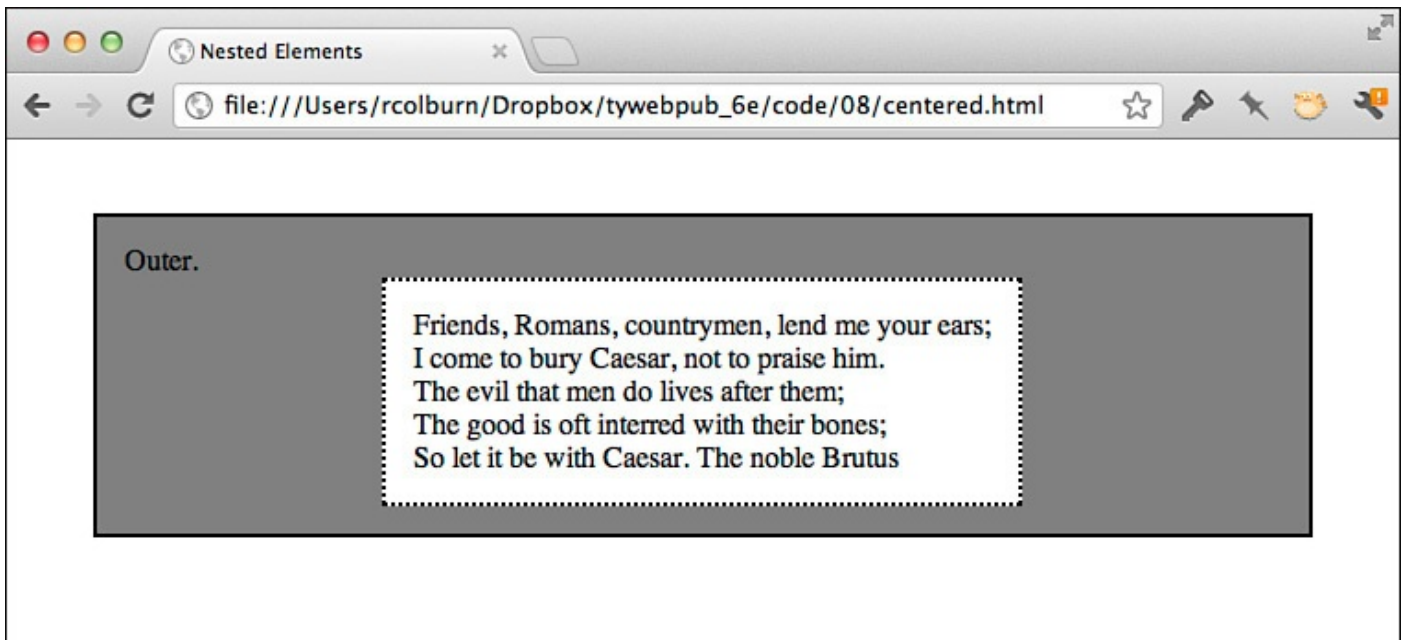 Nested Elements
file:///Users/rcolburn/Dropbox/tywebpub_6e/code/08/centered.html
Outer.
Friends, Romans, countrymen, lend me your ears;
I come to bury Caesar, not to praise him.
The evil that men do lives after them;
The good is oft interred with their bones;
So let it be with Caesar. The noble Brutus